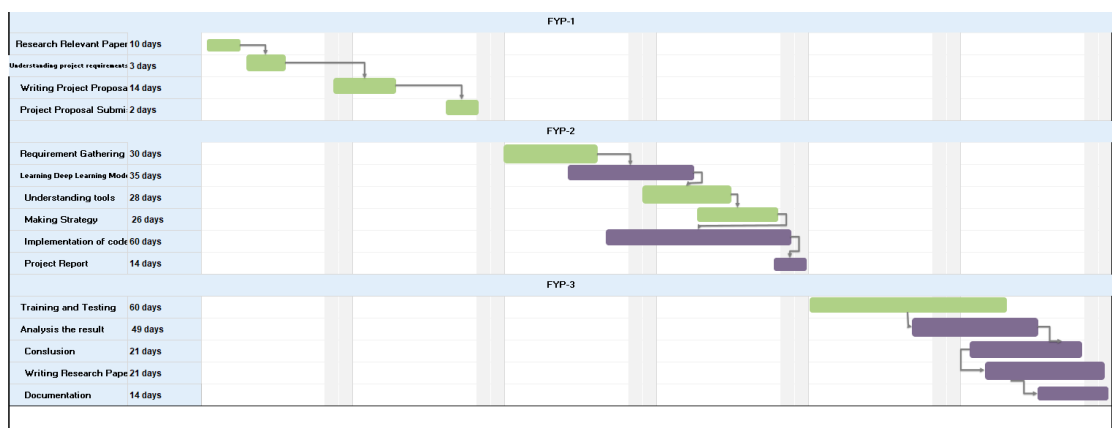 FYP-1
Research Relevant Paper 10 days
Understanding project requirements 3 days
Writing Project Proposa 14 days
Project Proposal Submi 2 days
FYP-2
Requirement Gathering 30 days
Learning Deep Learning Mod 35 days
Understanding tools 28 days
Making Strategy 26 days
Implementation of code 60 days
Project Report 14 days
FYP-3
Training and Testing 60 days
Analysis the result 49 days
Conslusion 21 days
Writing Research Pape 21 days
Documentation 14 days